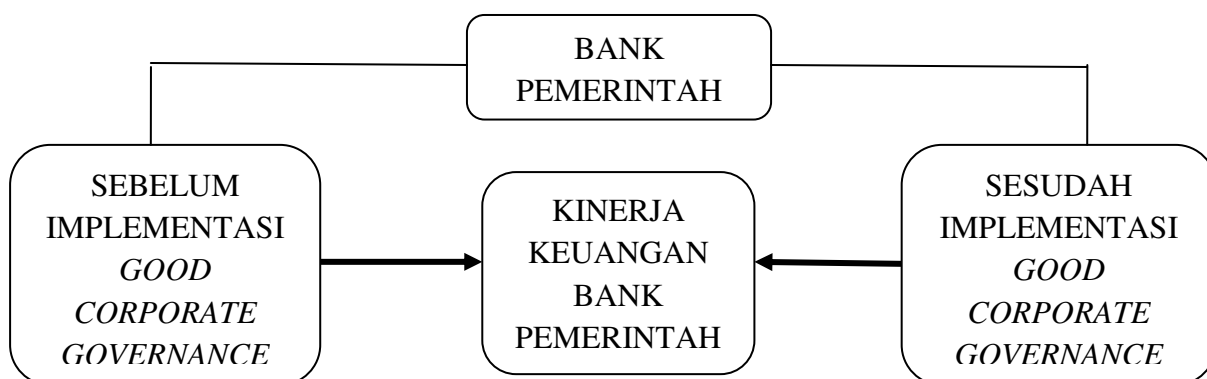 BANK
PEMERINTAH
SEBELUM
IMPLEMENTASI
GOOD
CORPORATE
GOVERNANCE
KINERJA
KEUANGAN
BANK
PEMERINTAH
SESUDAH
IMPLEMENTASI
GOOD
CORPORATE
GOVERNANCE